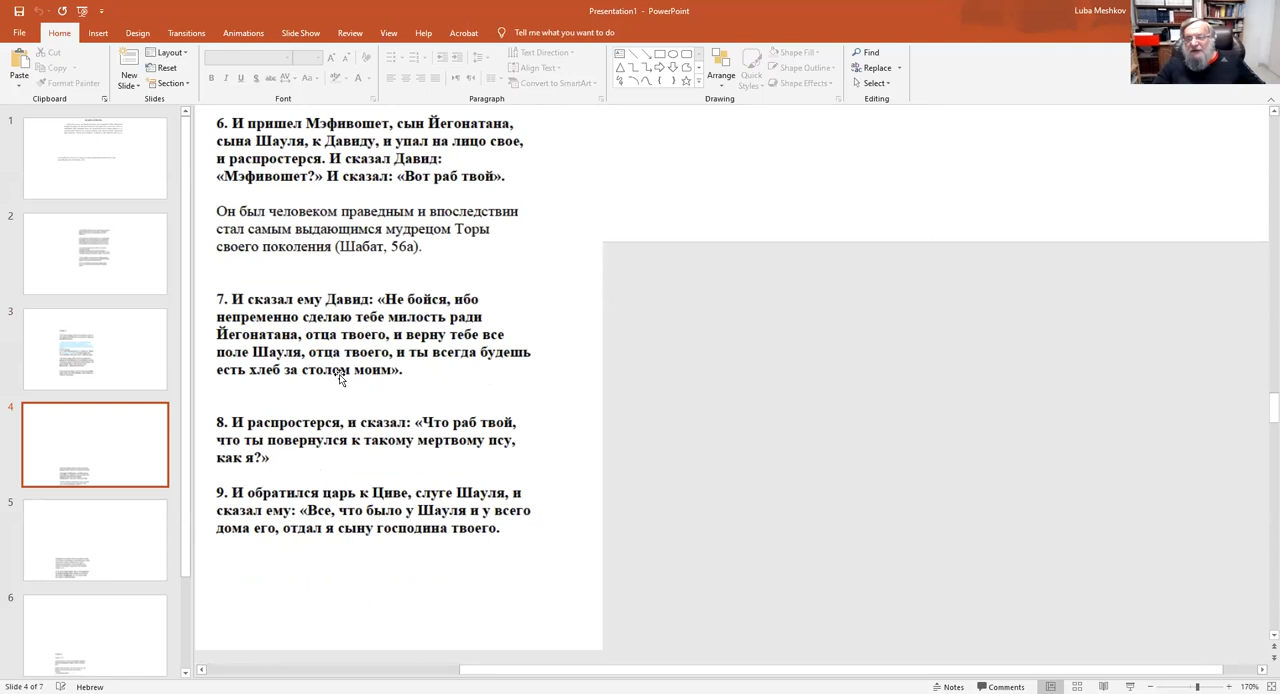 Presentation1 - PowerPoint
Luba Meshkov
File Home Insert Design Transitions Animations Slide Show Review View Help Acrobat Tell me what you want to do
Paste
Cut
Copy
Format Painter
Clipboard
New Slide
Layout
Reset
Section
Slides
Font
Text Direction
Align Text
Convert to SmartArt
Paragraph
Arrange
Quick Styles
Shape Fill
Shape Outline
Shape Effects
Drawing
Find
Replace
Select
Editing
1
2
3
4
5
6
6. И пришел Мэфивошет, сын Йегонатана,
сына Шауля, к Давиду, и упал на лицо свое,
и распростерся. И сказал Давид:
«Мэфивошет?» И сказал: «Вот раб твой».
Он был человеком праведным и впоследствии
стал самым выдающимся мудрецом Торы
своего поколения (Шабат, 56а).
7. И сказал ему Давид: «Не бойся, ибо
непременно сделаю тебе милость ради
Йегонатана, отца твоего, и верну тебе все
поле Шауля, отца твоего, и ты всегда будешь
есть хлеб за столом моим».
8. И распростерся, и сказал: «Что раб твой,
что ты повернулся к такому мертвому псу,
как я?»
9. И обратился царь к Циве, слуге Шауля, и
сказал ему: «Все, что было у Шауля и у всего
дома его, отдал я сыну господина твоего.
Slide 4 of 7 Hebrew Notes Comments 170%